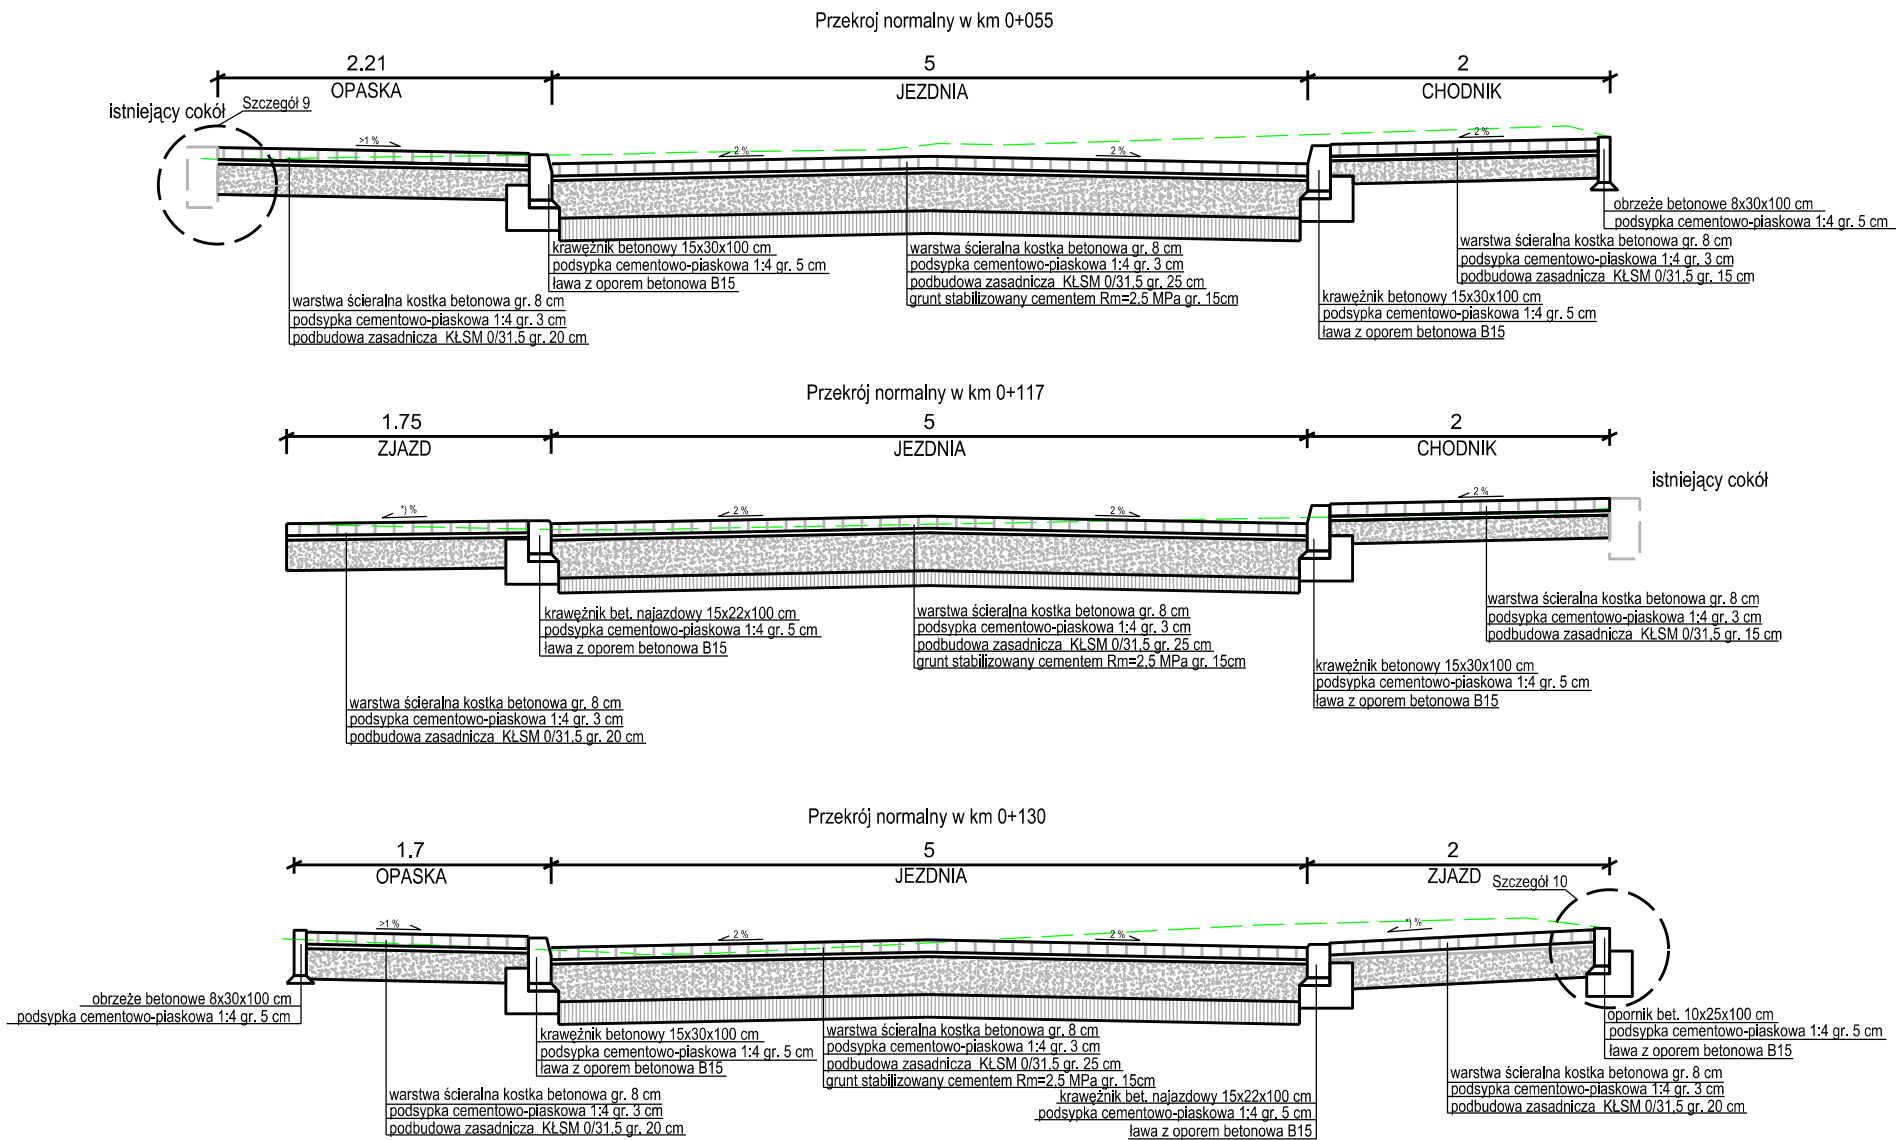 Przekroj normalny w km 0+055
2.21
5
2
OPASKA
JEZDNIA
CHODNIK
istniejący cokół
Szczegół 9
>1 %
2 %
2 %
2 %
obrzeże betonowe 8x30x100 cm
podsypka cementowo-piaskowa 1:4 gr. 5 cm
krawężnik betonowy 15x30x100 cm
podsypka cementowo-piaskowa 1:4 gr. 5 cm
ława z oporem betonowa B15
warstwa ścieralna kostka betonowa gr. 8 cm
podsypka cementowo-piaskowa 1:4 gr. 3 cm
podbudowa zasadnicza KŁSM 0/31,5 gr. 25 cm
grunt stabilizowany cementem Rm=2,5 MPa gr. 15cm
warstwa ścieralna kostka betonowa gr. 8 cm
podsypka cementowo-piaskowa 1:4 gr. 3 cm
podbudowa zasadnicza KŁSM 0/31,5 gr. 15 cm
warstwa ścieralna kostka betonowa gr. 8 cm
podsypka cementowo-piaskowa 1:4 gr. 3 cm
podbudowa zasadnicza KŁSM 0/31,5 gr. 20 cm
krawężnik betonowy 15x30x100 cm
podsypka cementowo-piaskowa 1:4 gr. 5 cm
ława z oporem betonowa B15
Przekrój normalny w km 0+117
1.75
5
2
ZJAZD
JEZDNIA
CHODNIK
istniejący cokół
*) %
2 %
2 %
2 %
krawężnik bet. najazdowy 15x22x100 cm
podsypka cementowo-piaskowa 1:4 gr. 5 cm
ława z oporem betonowa B15
warstwa ścieralna kostka betonowa gr. 8 cm
podsypka cementowo-piaskowa 1:4 gr. 3 cm
podbudowa zasadnicza KŁSM 0/31,5 gr. 25 cm
grunt stabilizowany cementem Rm=2,5 MPa gr. 15cm
warstwa ścieralna kostka betonowa gr. 8 cm
podsypka cementowo-piaskowa 1:4 gr. 3 cm
podbudowa zasadnicza KŁSM 0/31,5 gr. 15 cm
krawężnik betonowy 15x30x100 cm
podsypka cementowo-piaskowa 1:4 gr. 5 cm
ława z oporem betonowa B15
warstwa ścieralna kostka betonowa gr. 8 cm
podsypka cementowo-piaskowa 1:4 gr. 3 cm
podbudowa zasadnicza KŁSM 0/31,5 gr. 20 cm
Przekrój normalny w km 0+130
1.7
5
2
OPASKA
JEZDNIA
ZJAZD
Szczegół 10
>1 %
2 %
2 %
*) %
obrzeże betonowe 8x30x100 cm
podsypka cementowo-piaskowa 1:4 gr. 5 cm
krawężnik betonowy 15x30x100 cm
podsypka cementowo-piaskowa 1:4 gr. 5 cm
ława z oporem betonowa B15
warstwa ścieralna kostka betonowa gr. 8 cm
podsypka cementowo-piaskowa 1:4 gr. 3 cm
podbudowa zasadnicza KŁSM 0/31,5 gr. 25 cm
grunt stabilizowany cementem Rm=2,5 MPa gr. 15cm
opornik bet. 10x25x100 cm
podsypka cementowo-piaskowa 1:4 gr. 5 cm
ława z oporem betonowa B15
warstwa ścieralna kostka betonowa gr. 8 cm
podsypka cementowo-piaskowa 1:4 gr. 3 cm
podbudowa zasadnicza KŁSM 0/31,5 gr. 20 cm
krawężnik bet. najazdowy 15x22x100 cm
podsypka cementowo-piaskowa 1:4 gr. 5 cm
ława z oporem betonowa B15
warstwa ścieralna kostka betonowa gr. 8 cm
podsypka cementowo-piaskowa 1:4 gr. 3 cm
podbudowa zasadnicza KŁSM 0/31,5 gr. 20 cm